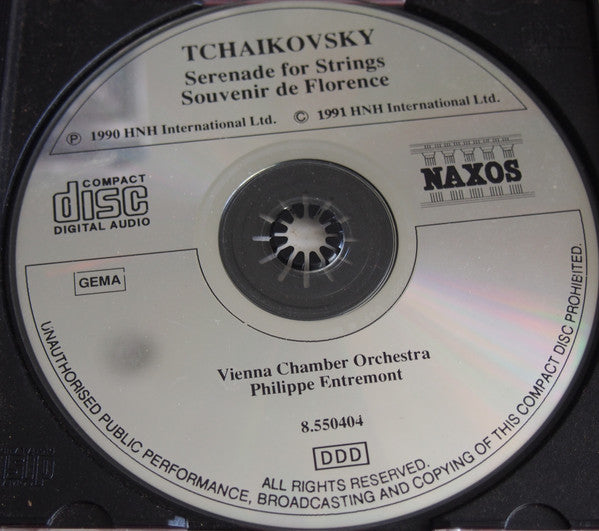 TCHAIKOVSKY
Serenade for Strings
Souvenir de Florence
℗ 1990 HNH International Ltd. © 1991 HNH International Ltd.
COMPACT
disc
DIGITAL AUDIO
NAXOS
GEMA
Vienna Chamber Orchestra
Philippe Entremont
8.550404
DDD
ALL RIGHTS RESERVED.
UNAUTHORISED PUBLIC PERFORMANCE, BROADCASTING AND COPYING OF THIS COMPACT DISC PROHIBITED.